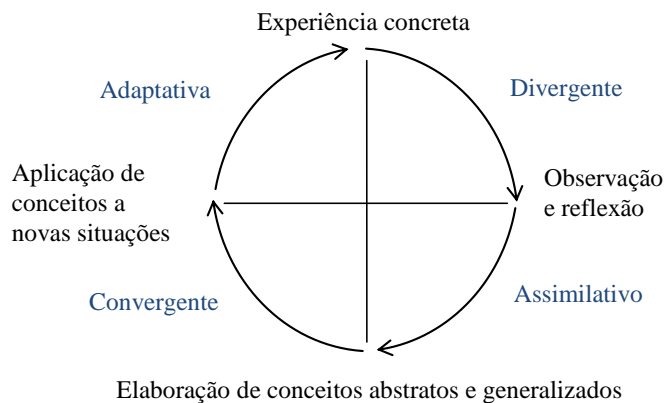 Experiência concreta
Adaptativa
Divergente
Aplicação de
conceitos a
novas situações
Observação
e reflexão
Convergente
Assimilativo
Elaboração de conceitos abstratos e generalizados